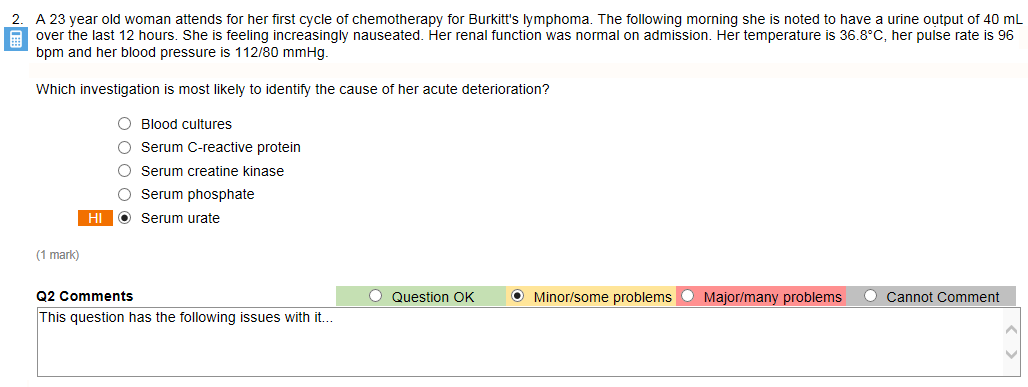 2. A 23 year old woman attends for her first cycle of chemotherapy for Burkitt's lymphoma. The following morning she is noted to have a urine output of 40 mL
over the last 12 hours. She is feeling increasingly nauseated. Her renal function was normal on admission. Her temperature is 36.8°C, her pulse rate is 96
bpm and her blood pressure is 112/80 mmHg.
Which investigation is most likely to identify the cause of her acute deterioration?
Blood cultures
Serum C-reactive protein
Serum creatine kinase
Serum phosphate
HI Serum urate
(1 mark)
Q2 Comments Question OK Minor/some problems Major/many problems Cannot Comment
This question has the following issues with it...